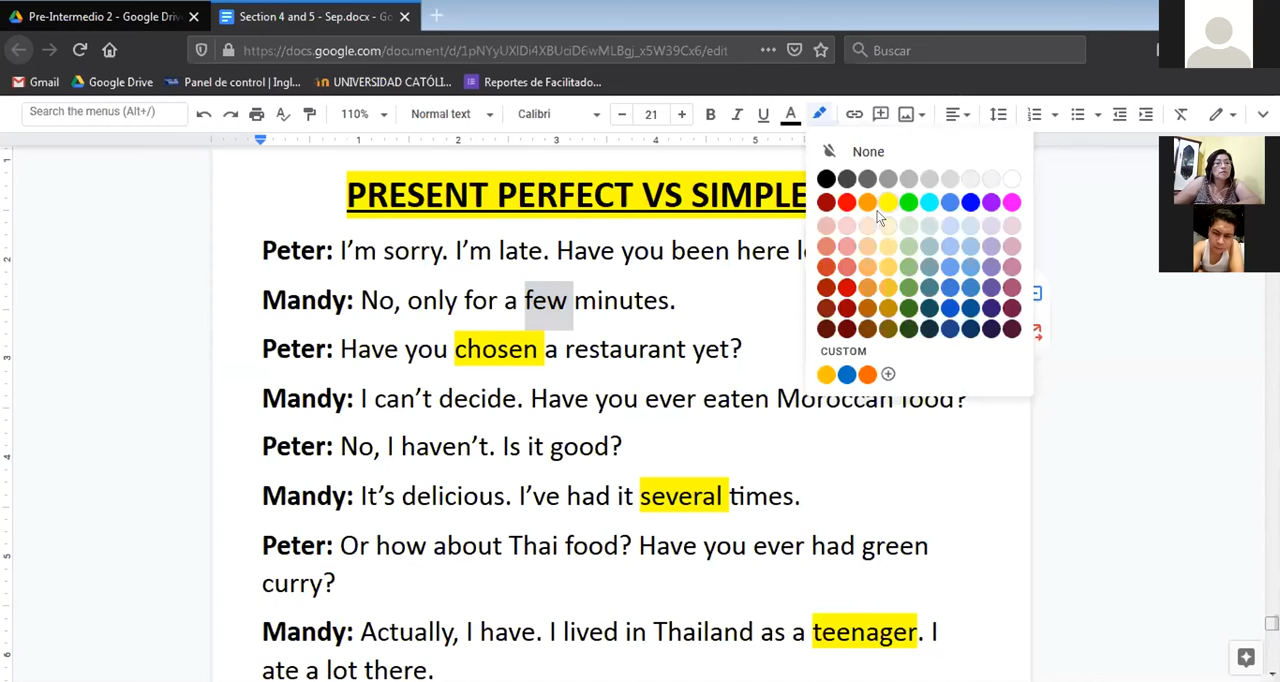 Pre-Intermedio 2 - Google Driv
Section 4 and 5 - Sep.docx - Go
https://docs.google.com/document/d/1pNYyUXlDi4XBUciD6wMLBgj_x5W39Cx6/edit
Buscar
Gmail
Google Drive
Panel de control | Ingl...
UNIVERSIDAD CATÓLI...
Reportes de Facilitado...
Search the menus (Alt+/)
110%
Normal text
Calibri
21
B I U A
None
1 2 3 4 5
PRESENT PERFECT VS SIMPLE
Peter: I'm sorry. I'm late. Have you been here
Mandy: No, only for a few minutes.
Peter: Have you chosen a restaurant yet?
CUSTOM
Mandy: I can't decide. Have you ever eaten Moroccan food?
Peter: No, I haven't. Is it good?
Mandy: It's delicious. I've had it several times.
Peter: Or how about Thai food? Have you ever had green
curry?
Mandy: Actually, I have. I lived in Thailand as a teenager. I
ate a lot there.